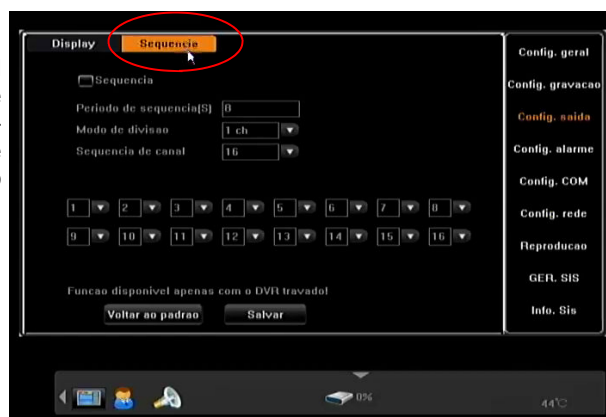 Display
Sequencia
Sequencia
Periodo de sequencia(S) 8
Modo de divisao 1 ch
Sequencia de canal 16
1 2 3 4 5 6 7 8
9 10 11 12 13 14 15 16
Funcao disponivel apenas com o DVR travado!
Voltar ao padrao
Salvar
Config. geral
Config. gravacao
Config. saida
Config. alarme
Config. COM
Config. rede
Reproducao
GER. SIS
Info. Sis
0%
44°C